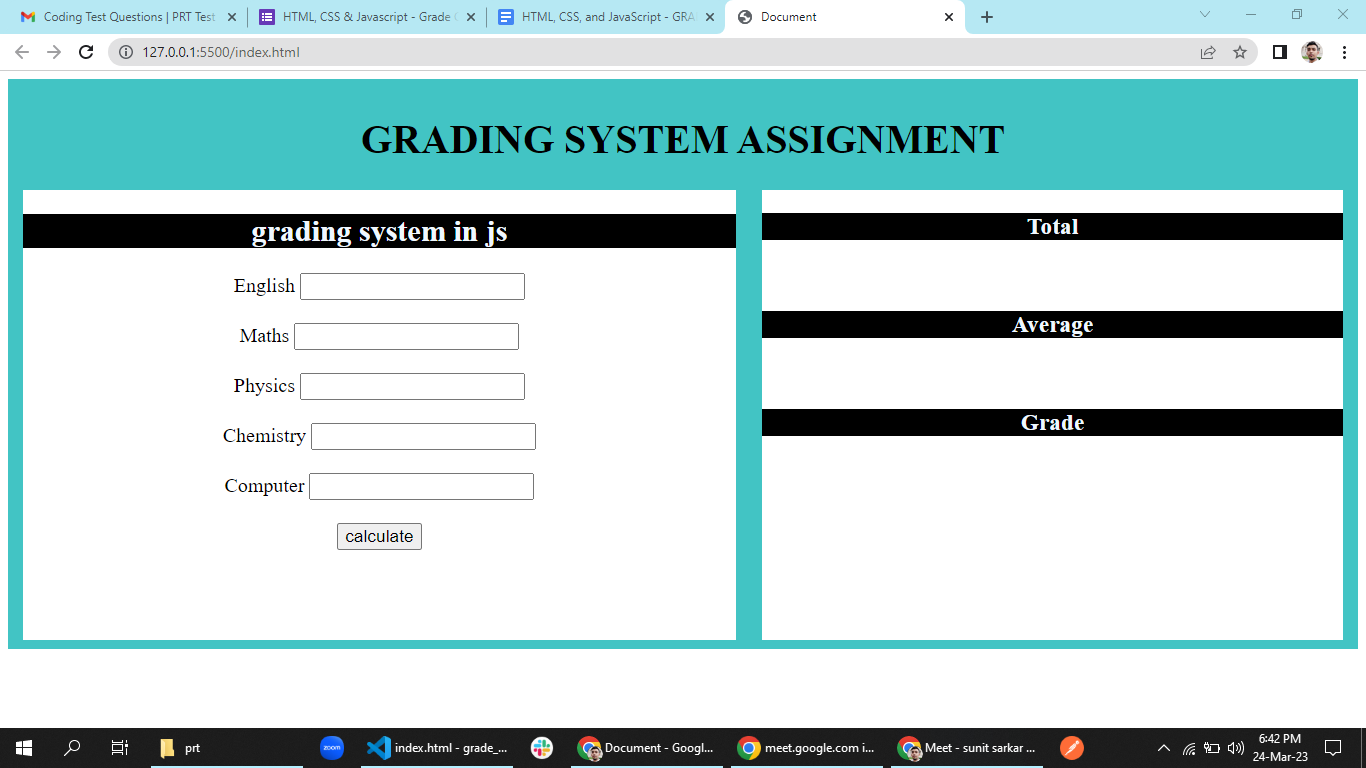 Coding Test Questions | PRT Test
HTML, CSS & Javascript - Grade
HTML, CSS, and JavaScript - GRA
Document
127.0.0.1:5500/index.html
GRADING SYSTEM ASSIGNMENT
grading system in js
English
Maths
Physics
Chemistry
Computer
calculate
Total
Average
Grade
prt
zoom
index.html - grade_...
Document - Googl...
meet.google.com i...
Meet - sunit sarkar ...
6:42 PM
24-Mar-23